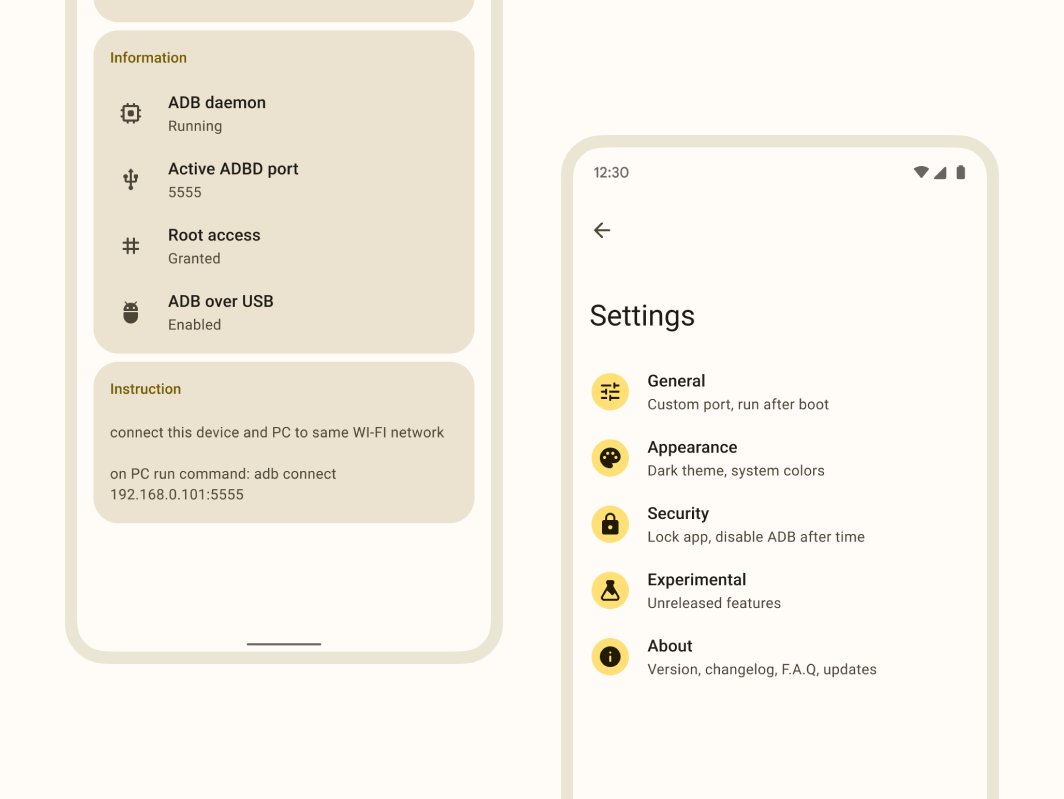 Information
ADB daemon
Running
Active ADBD port
5555
Root access
Granted
ADB over USB
Enabled
Instruction
connect this device and PC to same WI-FI network
on PC run command: adb connect
192.168.0.101:5555
12:30
Settings
General
Custom port, run after boot
Appearance
Dark theme, system colors
Security
Lock app, disable ADB after time
Experimental
Unreleased features
About
Version, changelog, F.A.Q, updates